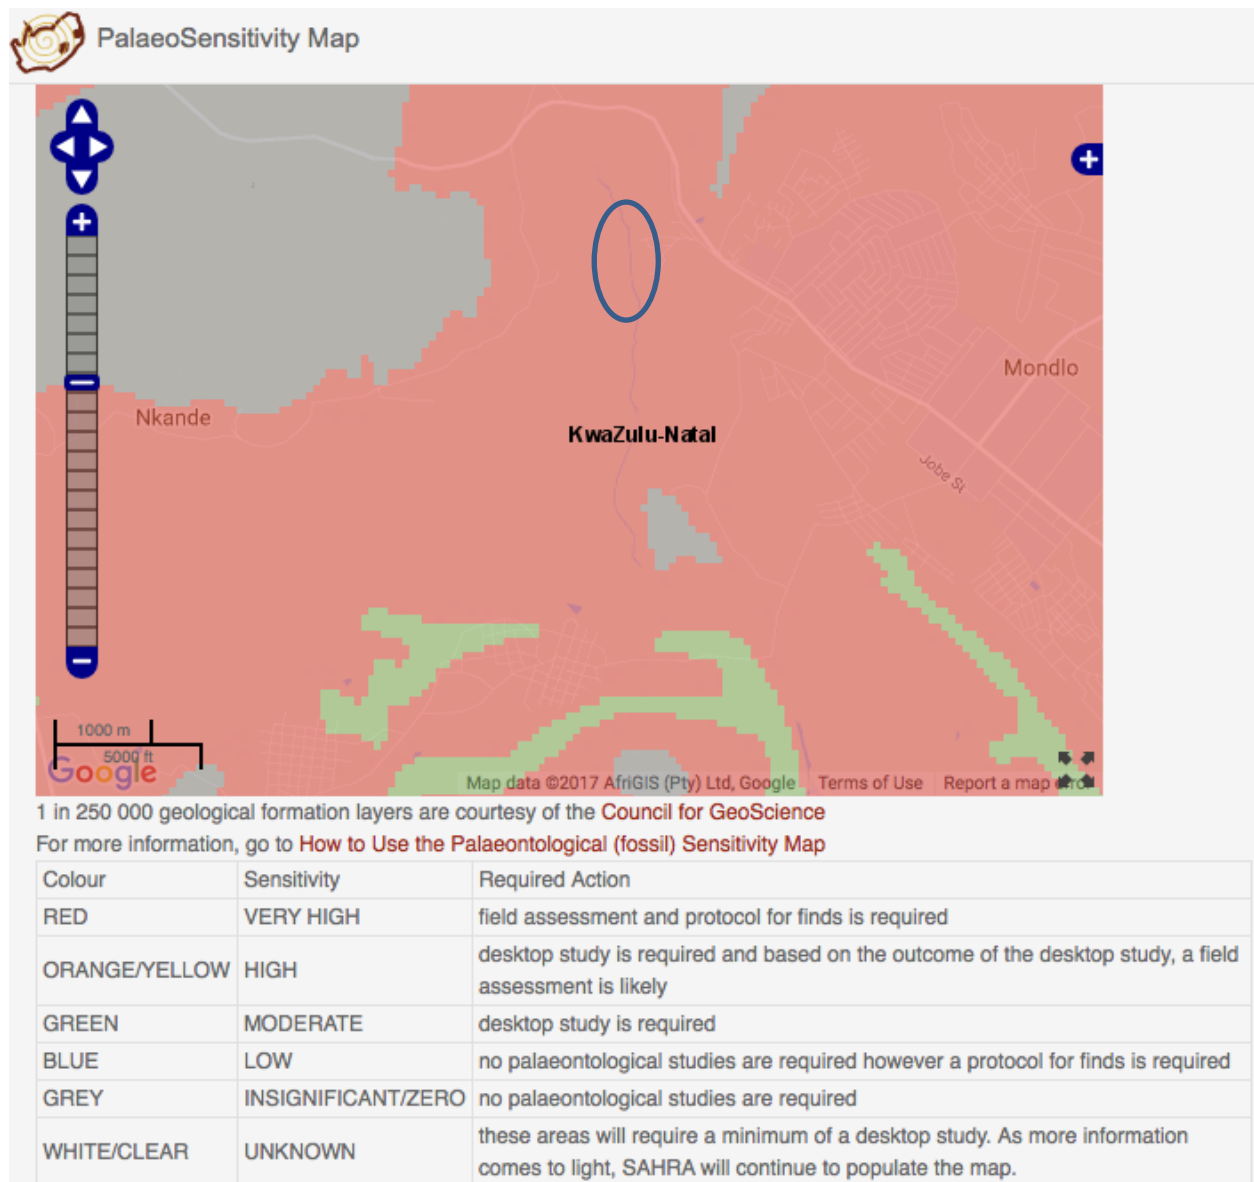 PalaeoSensitivity Map
Nkande
Mondlo
KwaZulu-Natal
Jobe St
1000 m
5000 ft
Google
Map data ©2017 AfriGIS (Pty) Ltd, Google Terms of Use Report a map error
1 in 250 000 geological formation layers are courtesy of the Council for GeoScience
For more information, go to How to Use the Palaeontological (fossil) Sensitivity Map
Colour Sensitivity Required Action
RED VERY HIGH field assessment and protocol for finds is required
ORANGE/YELLOW HIGH desktop study is required and based on the outcome of the desktop study, a field
assessment is likely
GREEN MODERATE desktop study is required
BLUE LOW no palaeontological studies are required however a protocol for finds is required
GREY INSIGNIFICANT/ZERO no palaeontological studies are required
WHITE/CLEAR UNKNOWN these areas will require a minimum of a desktop study. As more information
comes to light, SAHRA will continue to populate the map.